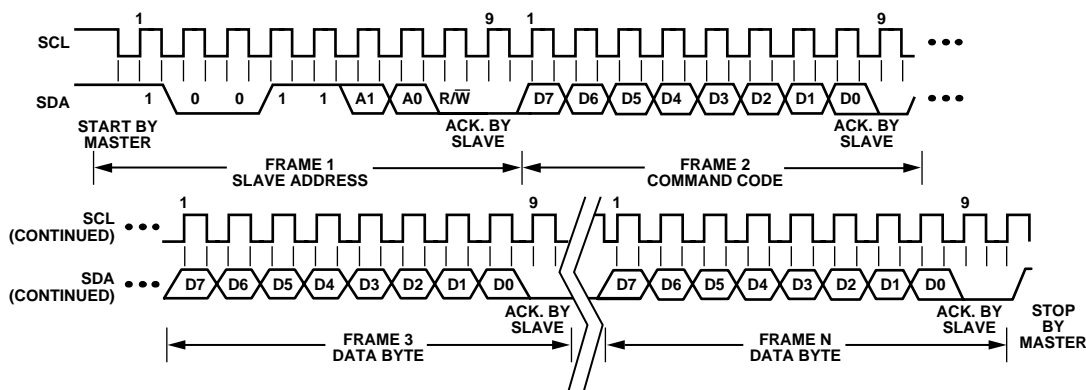 1 9 1 9
SCL
SDA 1 0 0 1 1 A1 A0 R/W̅ D7 D6 D5 D4 D3 D2 D1 D0
START BY MASTER
ACK. BY SLAVE
ACK. BY SLAVE
FRAME 1
SLAVE ADDRESS
FRAME 2
COMMAND CODE
1 9 1 9
SCL
(CONTINUED)
SDA
(CONTINUED)
D7 D6 D5 D4 D3 D2 D1 D0 D7 D6 D5 D4 D3 D2 D1 D0
ACK. BY SLAVE
ACK. BY SLAVE
STOP BY MASTER
FRAME 3
DATA BYTE
FRAME N
DATA BYTE